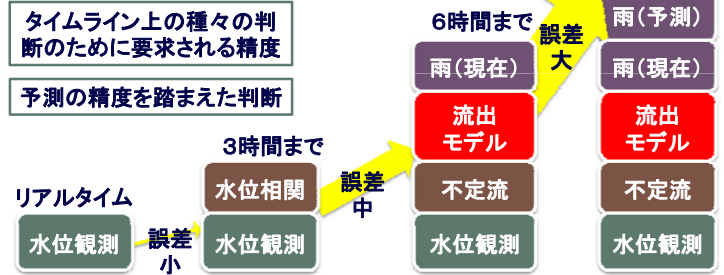 タイムライン上の種々の判
断のために要求される精度
予測の精度を踏まえた判断
リアルタイム
水位観測
誤差
小
3時間まで
水位相関
水位観測
誤差
中
6時間まで
雨(現在)
流出
モデル
不定流
水位観測
誤差
大
雨(予測)
雨(現在)
流出
モデル
不定流
水位観測